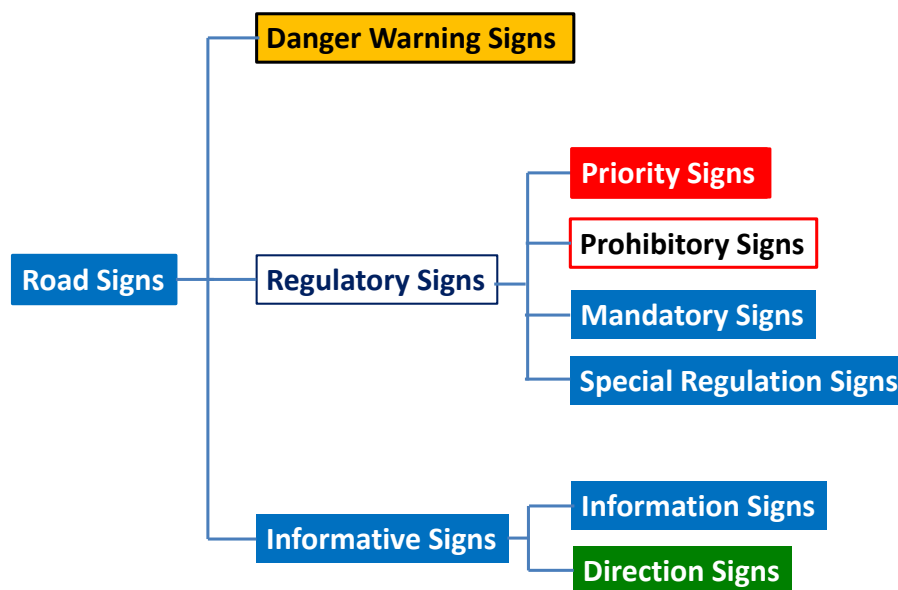 Danger Warning Signs
Priority Signs
Prohibitory Signs
Road Signs
Regulatory Signs
Mandatory Signs
Special Regulation Signs
Information Signs
Informative Signs
Direction Signs